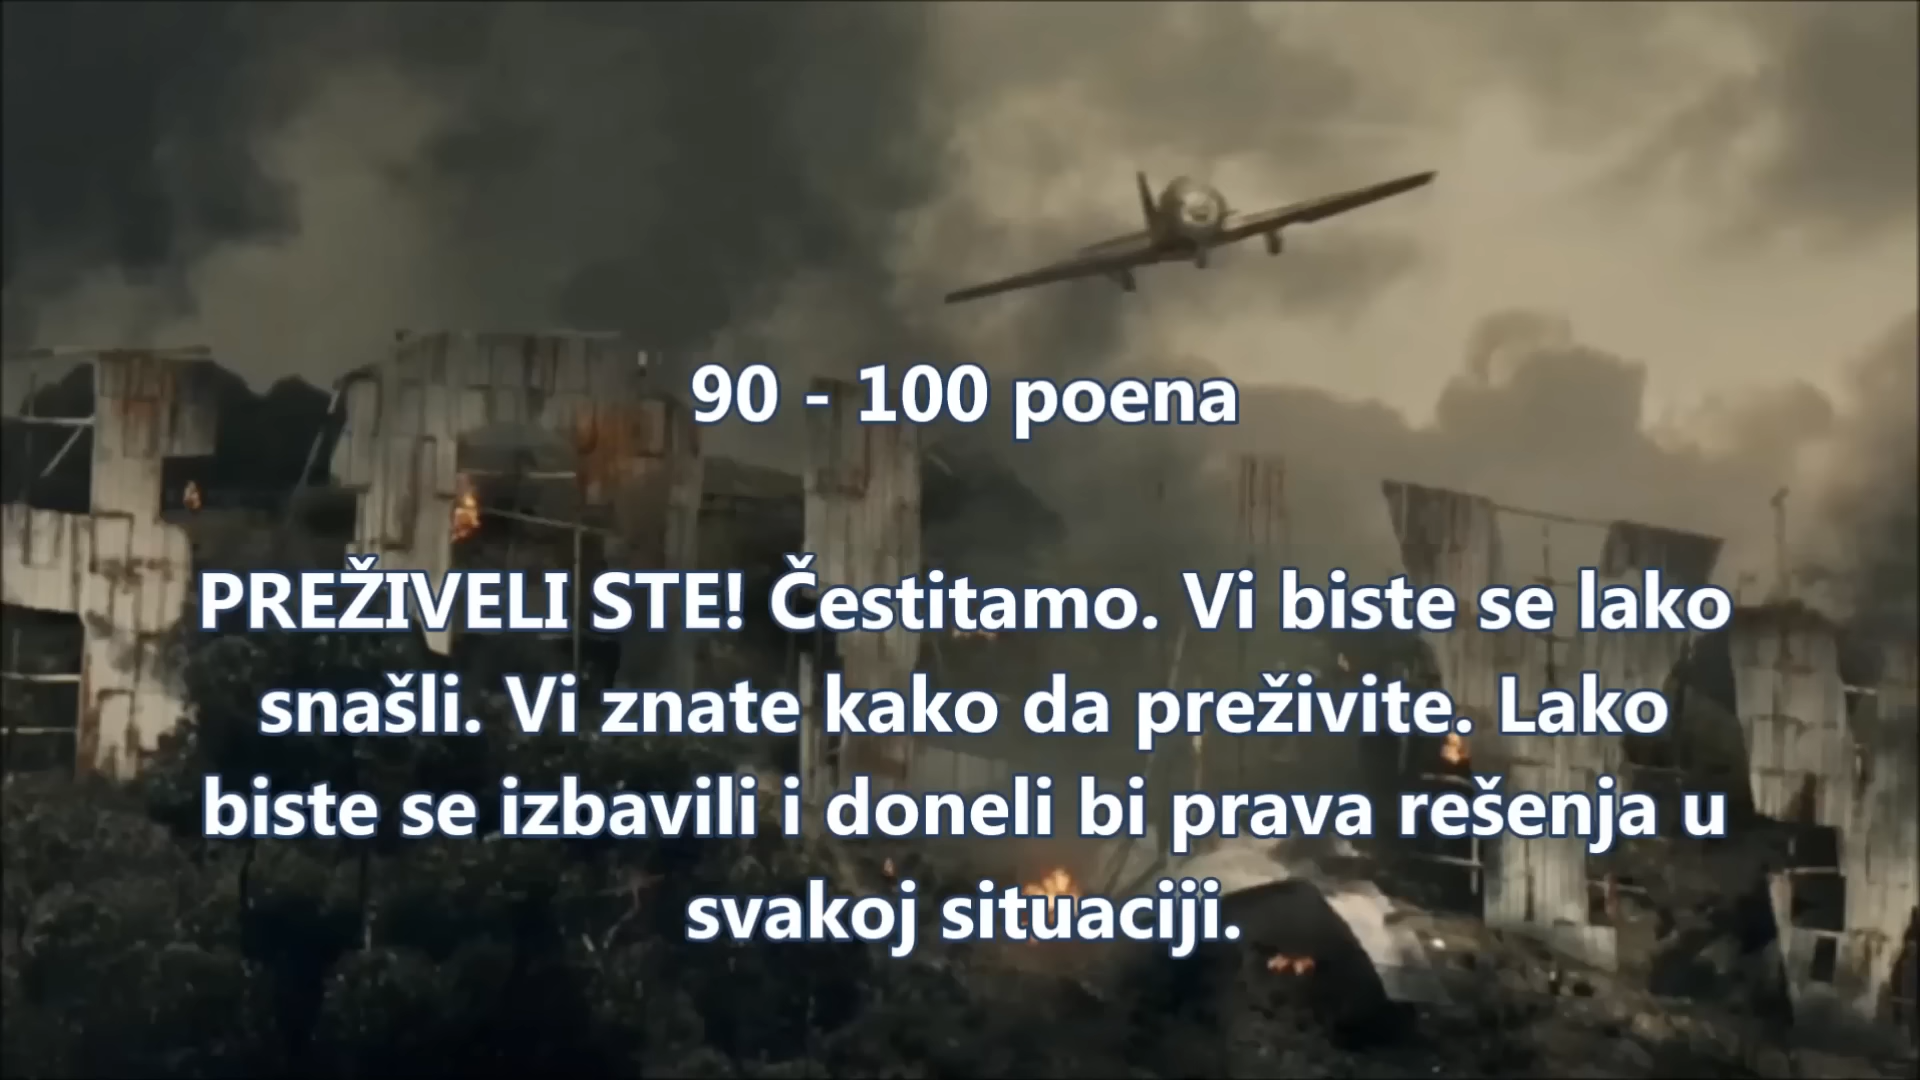 90 - 100 poena
PREŽIVELI STE! Čestitamo. Vi biste se lako
snašli. Vi znate kako da preživite. Lako
biste se izbavili i doneli bi prava rešenja u
svakoj situaciji.